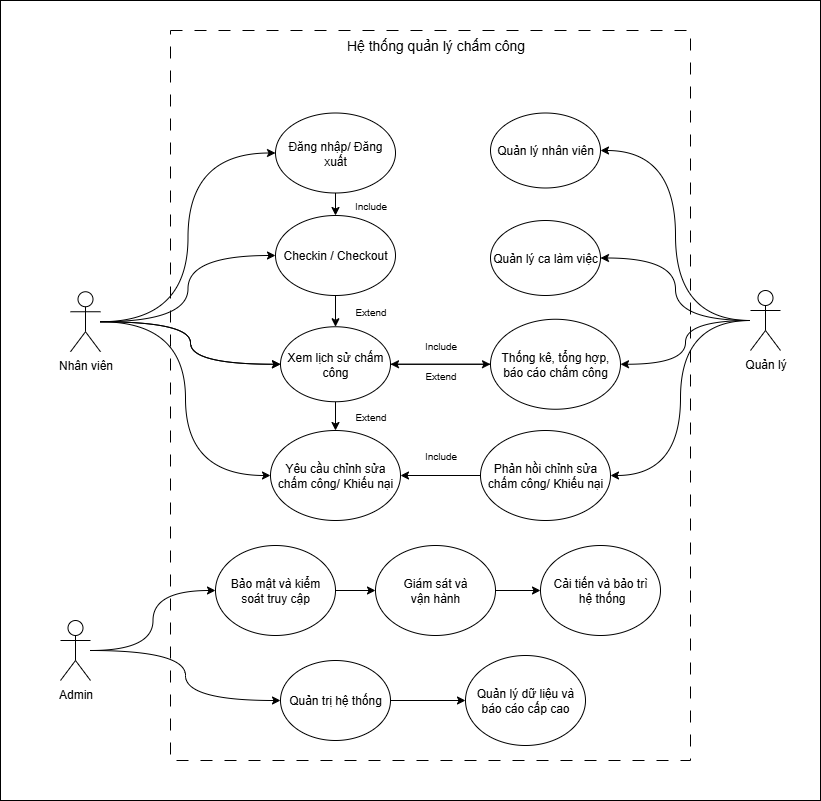 Hệ thống quản lý chấm công
Đăng nhập/ Đăng
xuất
Quản lý nhân viên
Include
Checkin / Checkout
Quản lý ca làm việc
Extend
Nhân viên
Xem lịch sử chấm
công
Include
Extend
Thống kê, tổng hợp,
báo cáo chấm công
Quản lý
Extend
Yêu cầu chỉnh sửa
chấm công/ Khiếu nại
Include
Phản hồi chỉnh sửa
chấm công/ Khiếu nại
Bảo mật và kiểm
soát truy cập
Giám sát và
vận hành
Cải tiến và bảo trì
hệ thống
Admin
Quản trị hệ thống
Quản lý dữ liệu và
báo cáo cấp cao